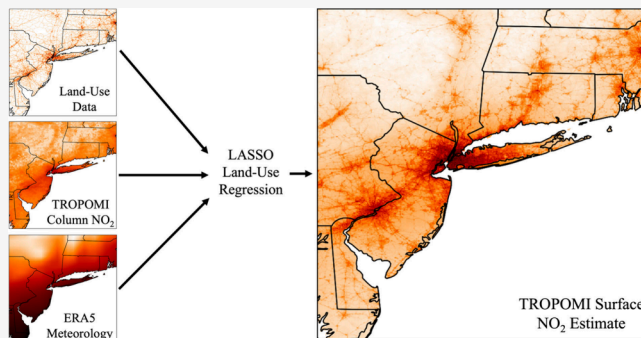 Land-Use
Data
TROPOMI
Column NO₂
ERA5
Meteorology
LASSO
Land-Use
Regression
TROPOMI Surface
NO₂ Estimate